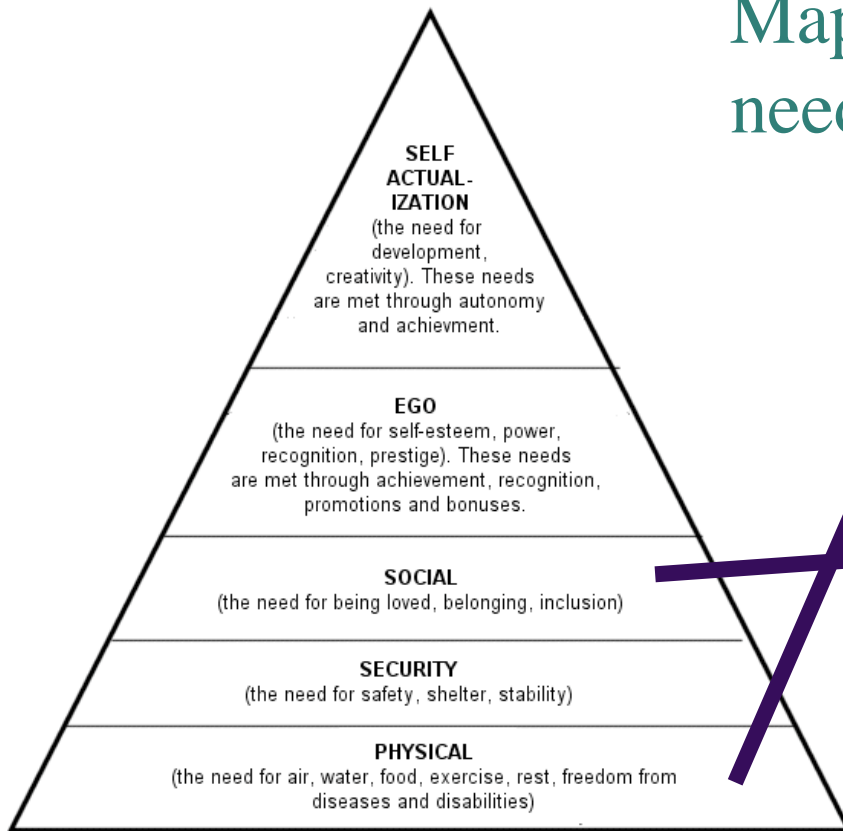 Map
need
SELF
ACTUAL-
IZATION
(the need for
development,
creativity). These needs
are met through autonomy
and achievment.
EGO
(the need for self-esteem, power,
recognition, prestige). These needs
are met through achievement, recognition,
promotions and bonuses.
SOCIAL
(the need for being loved, belonging, inclusion)
SECURITY
(the need for safety, shelter, stability)
PHYSICAL
(the need for air, water, food, exercise, rest, freedom from
diseases and disabilities)